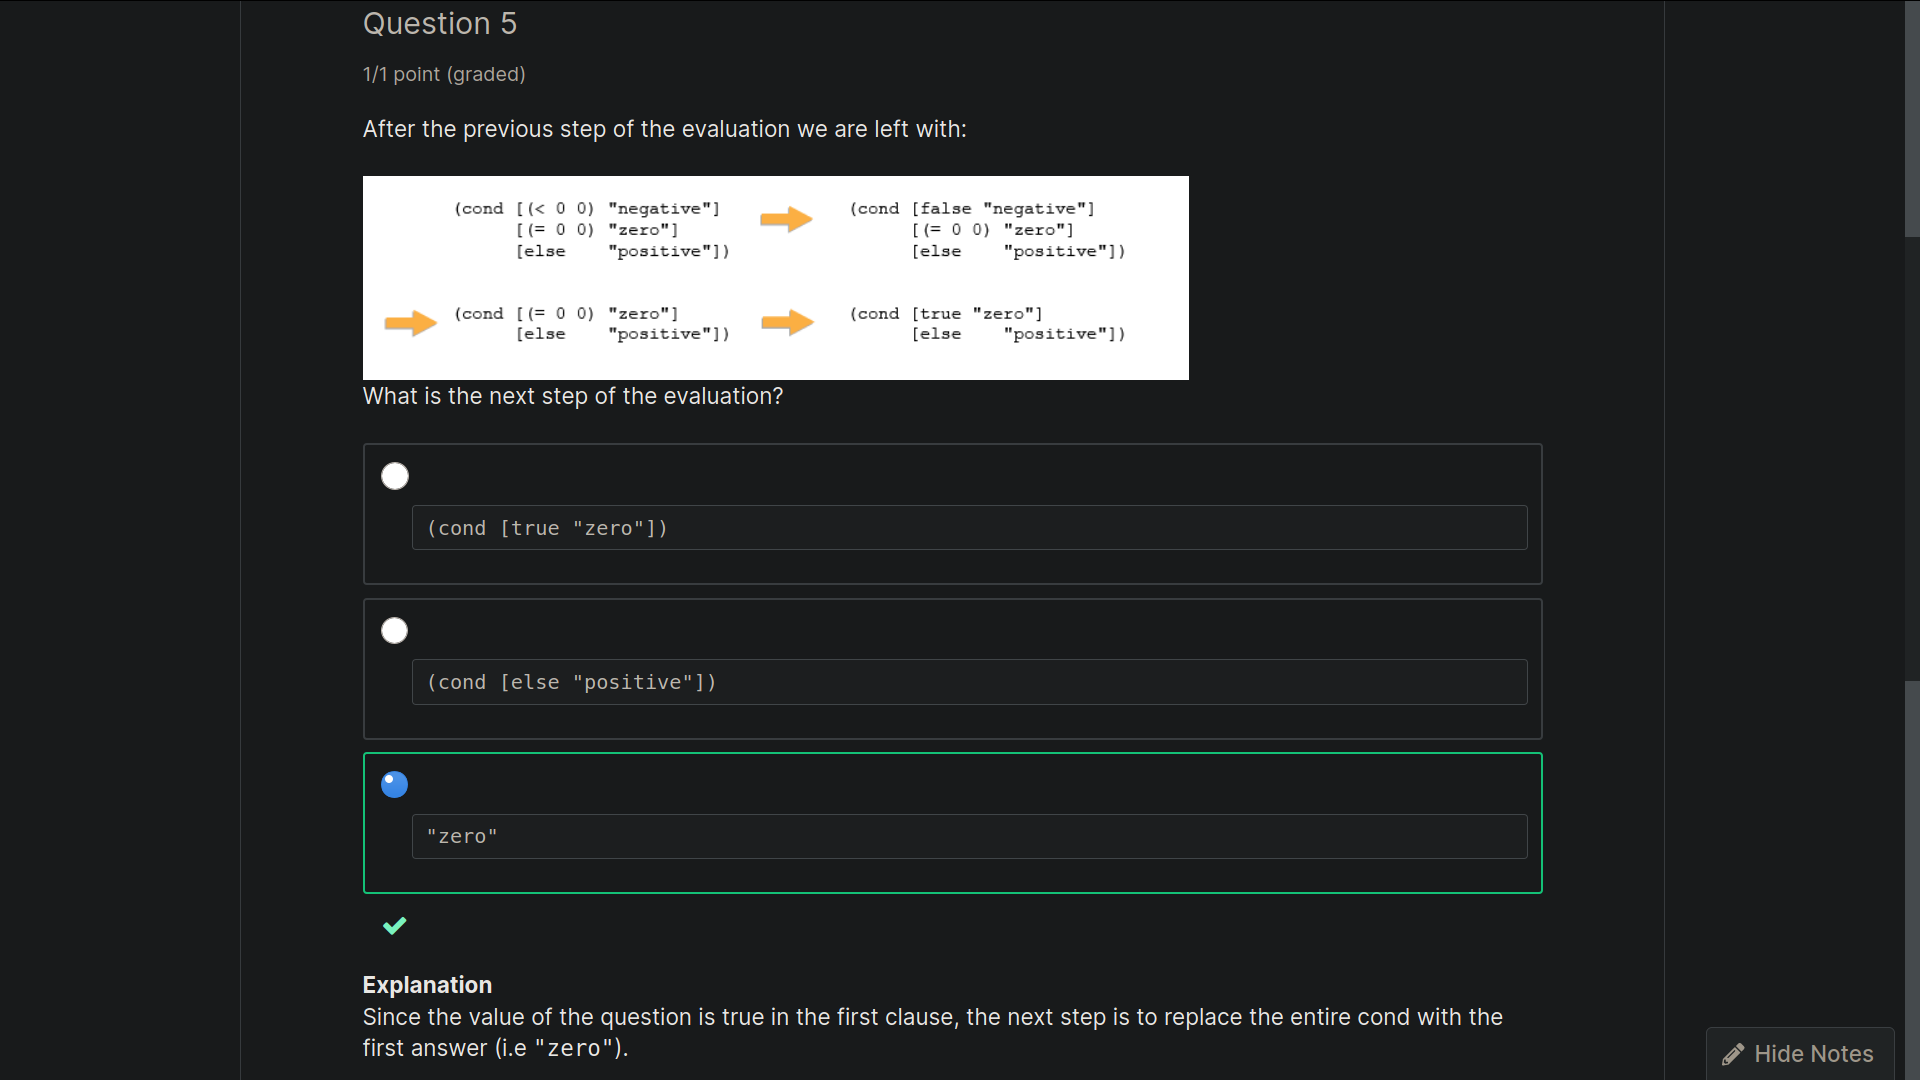 Question 5
1/1 point (graded)
After the previous step of the evaluation we are left with:
(cond [(< 0 0) "negative"]
[(= 0 0) "zero"]
[else "positive"])
(cond [false "negative"]
[(= 0 0) "zero"]
[else "positive"])
(cond [(= 0 0) "zero"]
[else "positive"])
(cond [true "zero"]
[else "positive"])
What is the next step of the evaluation?
(cond [true "zero"])
(cond [else "positive"])
"zero"
Explanation
Since the value of the question is true in the first clause, the next step is to replace the entire cond with the
first answer (i.e "zero").
Hide Notes